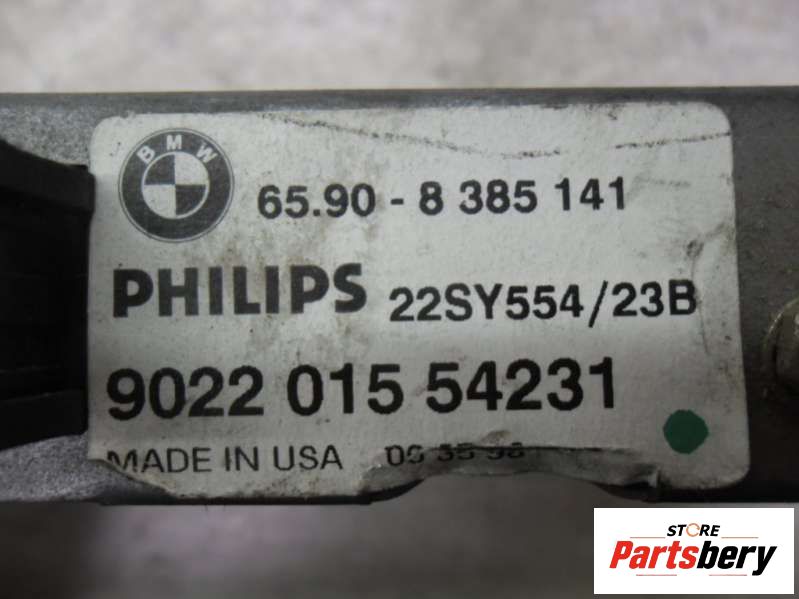 BMW
65.90 - 8 385 141
PHILIPS 22SY554/23B
9022 015 54231
MADE IN USA
STORE
Partsbery